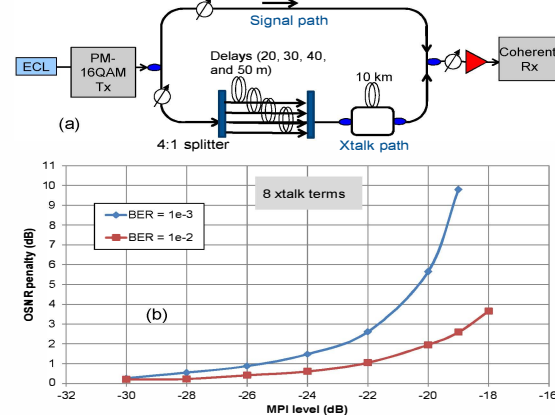 Signal path
ECL
PM-
16QAM
Tx
Delays (20, 30, 40,
and 50 m)
10 km
Coherent
Rx
(a)
4:1 splitter
Xtalk path
8 xtalk terms
BER = 1e-3
BER = 1e-2
(b)
OSNR penalty (dB)
11
10
9
8
7
6
5
4
3
2
1
0
-32 -30 -28 -26 -24 -22 -20 -18 -16
MPI level (dB)